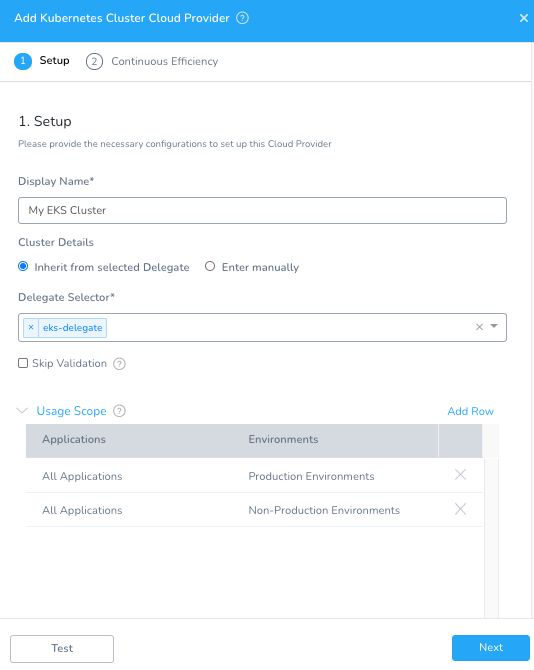 Add Kubernetes Cluster Cloud Provider ? ×
1 Setup 2 Continuous Efficiency
1. Setup
Please provide the necessary configurations to set up this Cloud Provider
Display Name*
My EKS Cluster
Cluster Details
Inherit from selected Delegate Enter manually
Delegate Selector*
× eks-delegate ×
Skip Validation ?
Usage Scope ? Add Row
Applications Environments
All Applications Production Environments
All Applications Non-Production Environments
Test Next